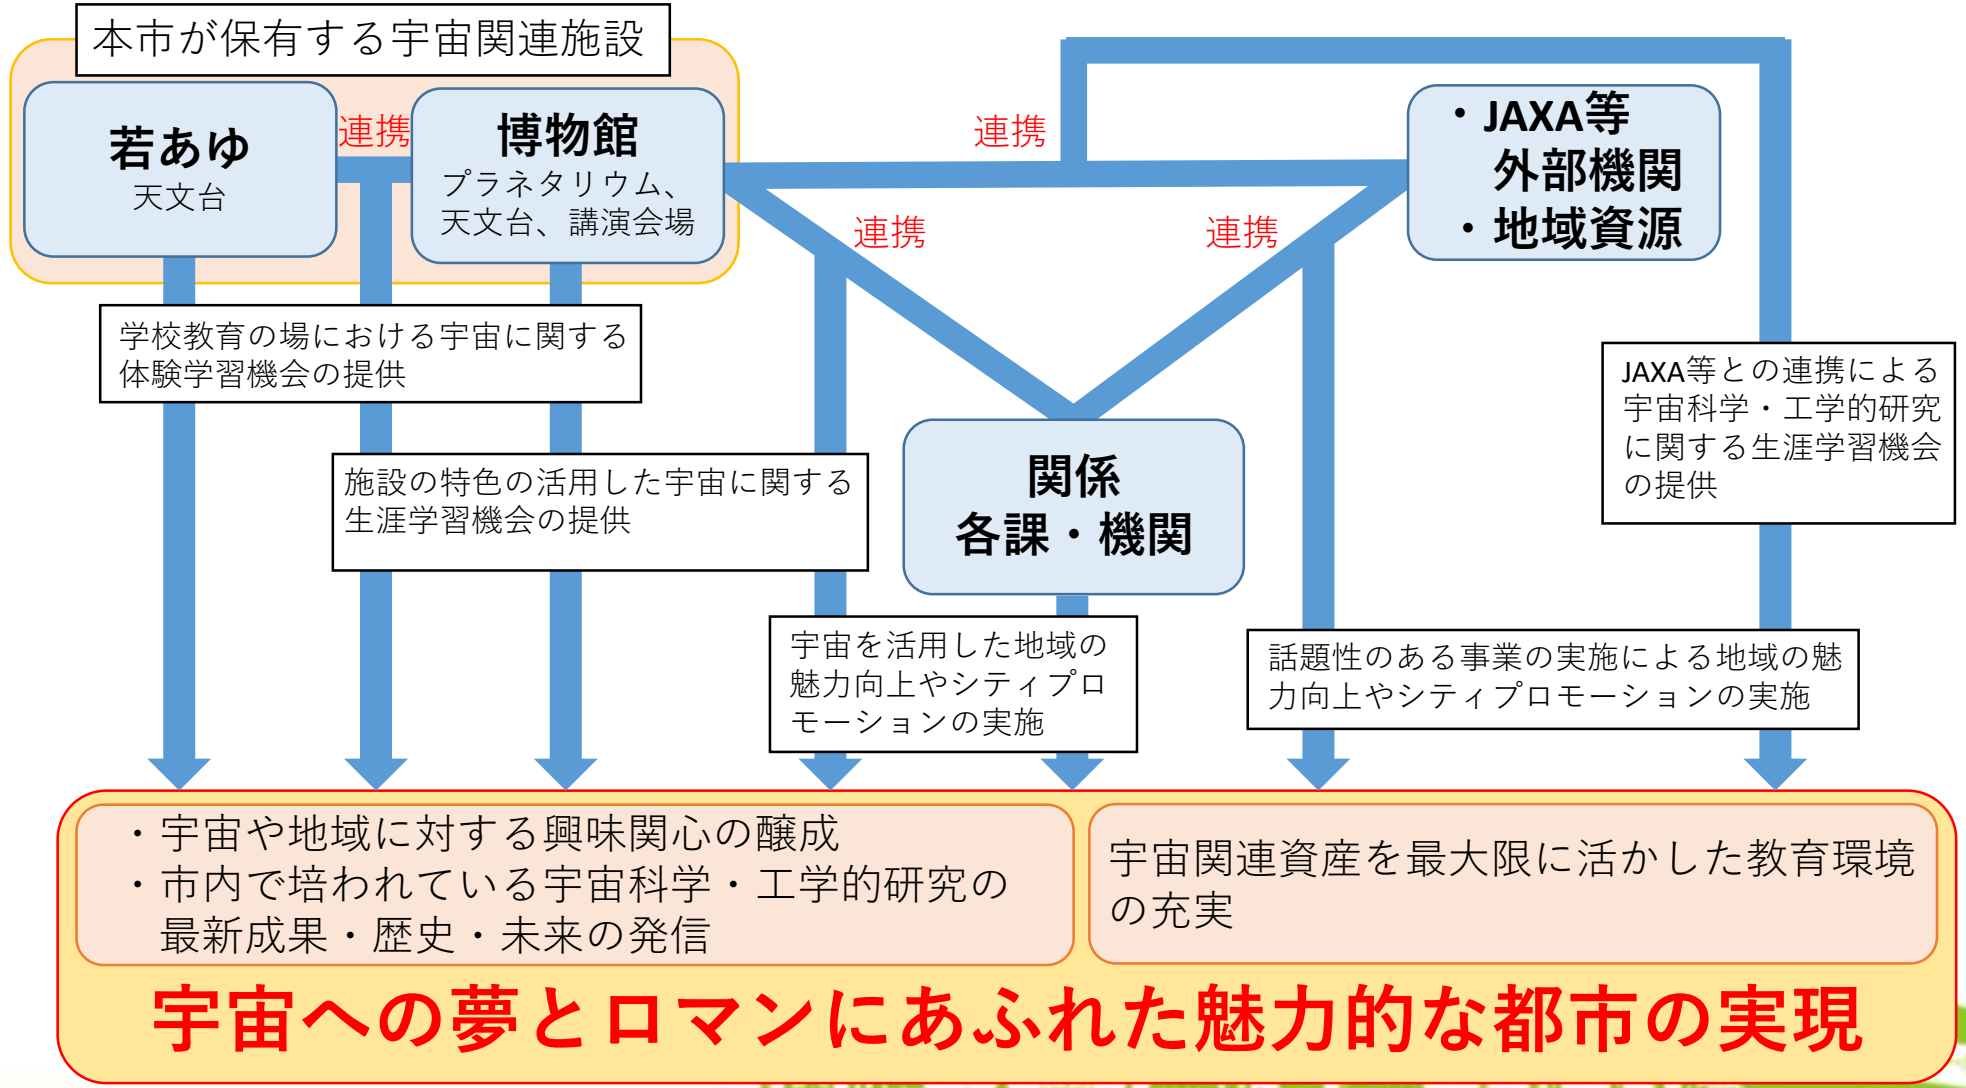 本市が保有する宇宙関連施設
若あゆ
天文台
連携
博物館
プラネタリウム、
天文台、講演会場
連携
・JAXA等
外部機関
・地域資源
連携
連携
学校教育の場における宇宙に関する
体験学習機会の提供
施設の特色の活用した宇宙に関する
生涯学習機会の提供
関係
各課・機関
JAXA等との連携による
宇宙科学・工学的研究
に関する生涯学習機会
の提供
宇宙を活用した地域の
魅力向上やシティプロ
モーションの実施
話題性のある事業の実施による地域の魅
力向上やシティプロモーションの実施
・宇宙や地域に対する興味関心の醸成
・市内で培われている宇宙科学・工学的研究の
最新成果・歴史・未来の発信
宇宙関連資産を最大限に活かした教育環境
の充実
宇宙への夢とロマンにあふれた魅力的な都市の実現